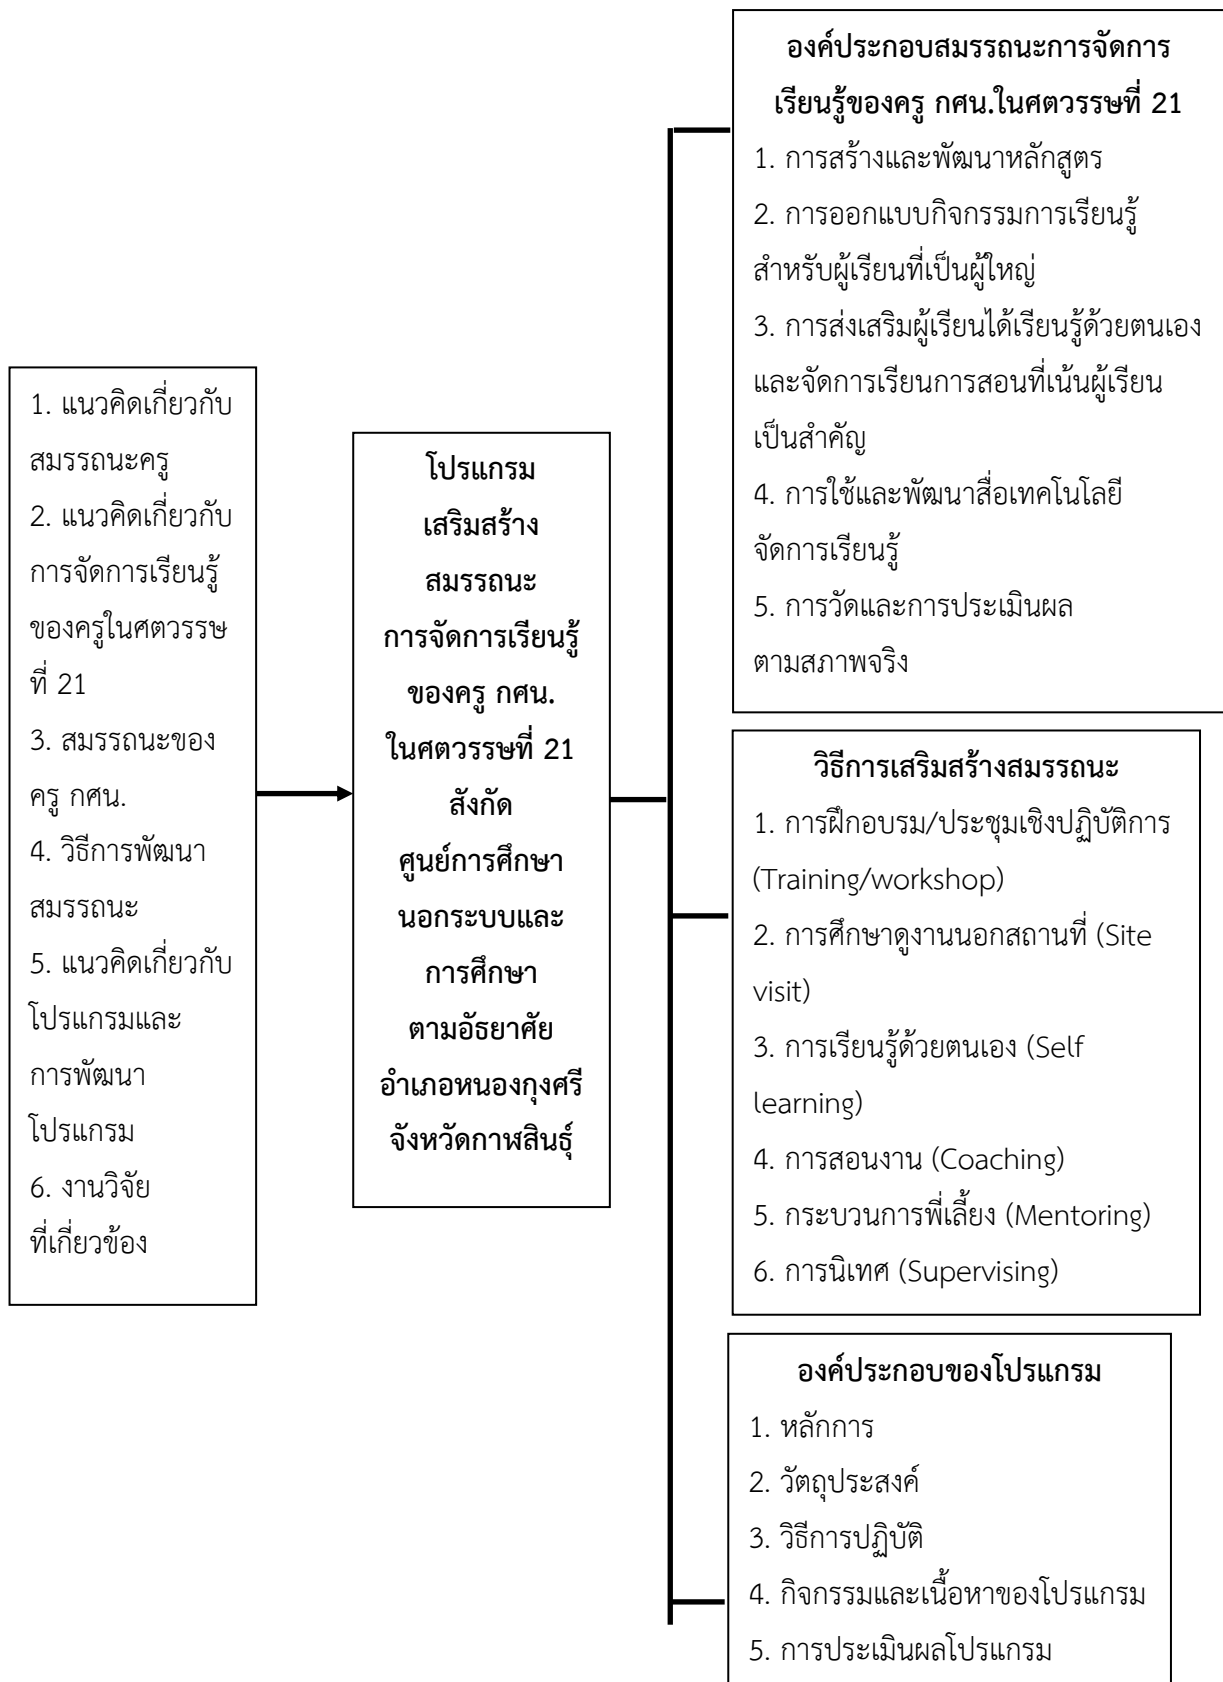 1. แนวคิดเกี่ยวกับ
สมรรถนะครู
2. แนวคิดเกี่ยวกับ
การจัดการเรียนรู้
ของครูในศตวรรษ
ที่ 21
3. สมรรถนะของ
ครู กศน.
4. วิธีการพัฒนา
สมรรถนะ
5. แนวคิดเกี่ยวกับ
โปรแกรมและ
การพัฒนา
โปรแกรม
6. งานวิจัย
ที่เกี่ยวข้อง
โปรแกรม
เสริมสร้าง
สมรรถนะ
การจัดการเรียนรู้
ของครู กศน.
ในศตวรรษที่ 21
สังกัด
ศูนย์การศึกษา
นอกระบบและ
การศึกษา
ตามอัธยาศัย
อำเภอหนองกุงศรี
จังหวัดกาฬสินธุ์
องค์ประกอบสมรรถนะการจัดการ
เรียนรู้ของครู กศน.ในศตวรรษที่ 21
1. การสร้างและพัฒนาหลักสูตร
2. การออกแบบกิจกรรมการเรียนรู้
สำหรับผู้เรียนที่เป็นผู้ใหญ่
3. การส่งเสริมผู้เรียนได้เรียนรู้ด้วยตนเอง
และจัดการเรียนการสอนที่เน้นผู้เรียน
เป็นสำคัญ
4. การใช้และพัฒนาสื่อเทคโนโลยี
จัดการเรียนรู้
5. การวัดและการประเมินผล
ตามสภาพจริง
วิธีการเสริมสร้างสมรรถนะ
1. การฝึกอบรม/ประชุมเชิงปฏิบัติการ
(Training/workshop)
2. การศึกษาดูงานนอกสถานที่ (Site
visit)
3. การเรียนรู้ด้วยตนเอง (Self
learning)
4. การสอนงาน (Coaching)
5. กระบวนการพี่เลี้ยง (Mentoring)
6. การนิเทศ (Supervising)
องค์ประกอบของโปรแกรม
1. หลักการ
2. วัตถุประสงค์
3. วิธีการปฏิบัติ
4. กิจกรรมและเนื้อหาของโปรแกรม
5. การประเมินผลโปรแกรม